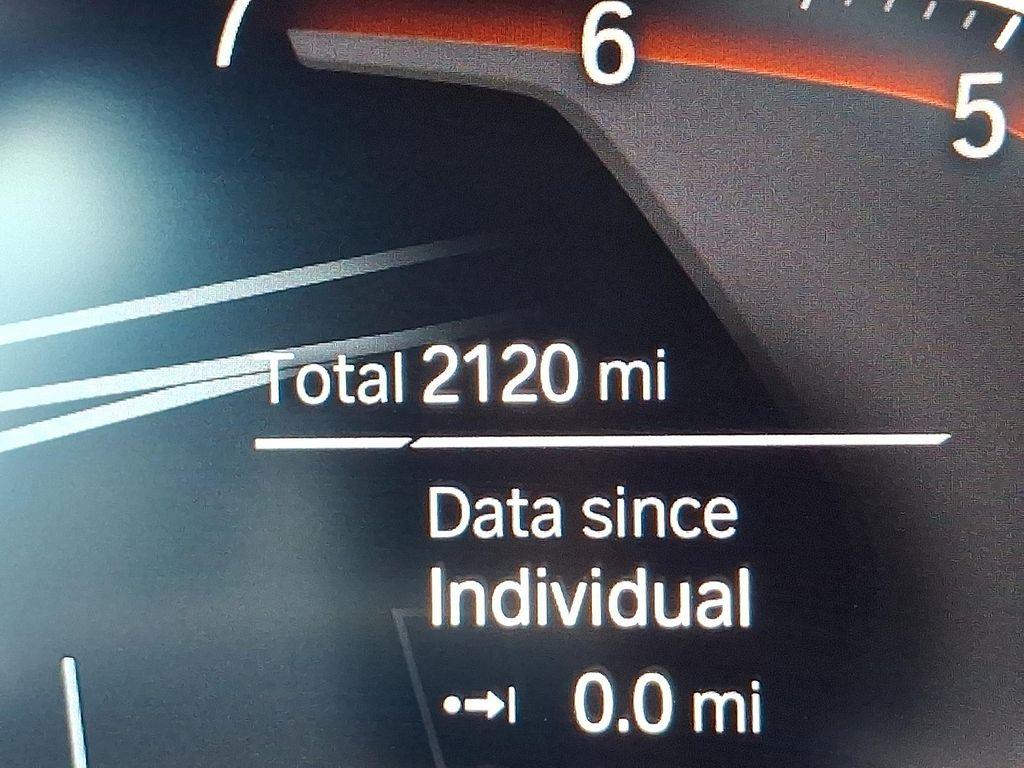 7
6
5
Total 2120 mi
Data since
Individual
0.0 mi